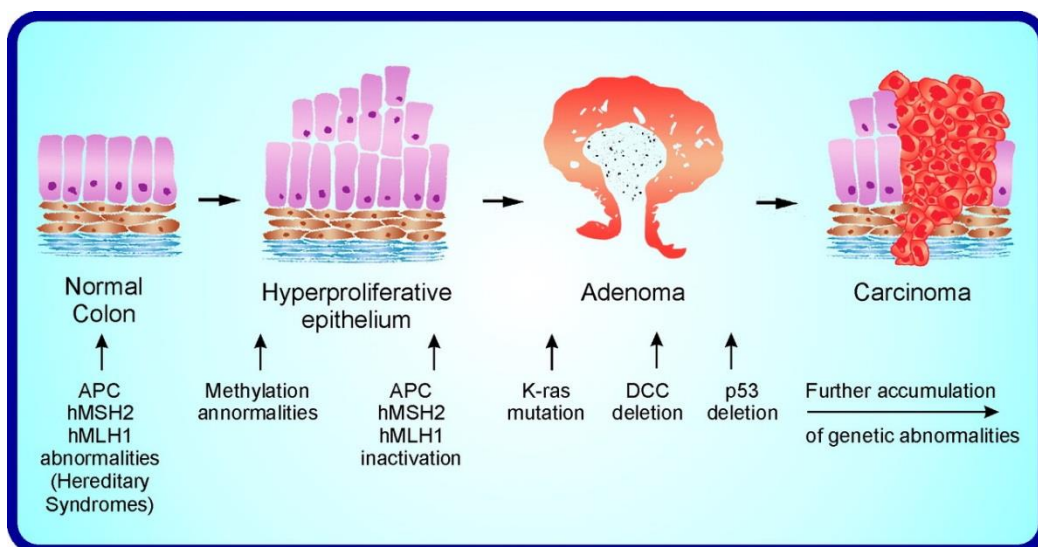 Normal
Colon
Hyperproliferative
epithelium
Adenoma
Carcinoma
APC
hMSH2
hMLH1
abnormalities
(Hereditary
Syndromes)
Methylation
annormalities
APC
hMSH2
hMLH1
inactivation
K-ras
mutation
DCC
deletion
p53
deletion
Further accumulation
of genetic abnormalities